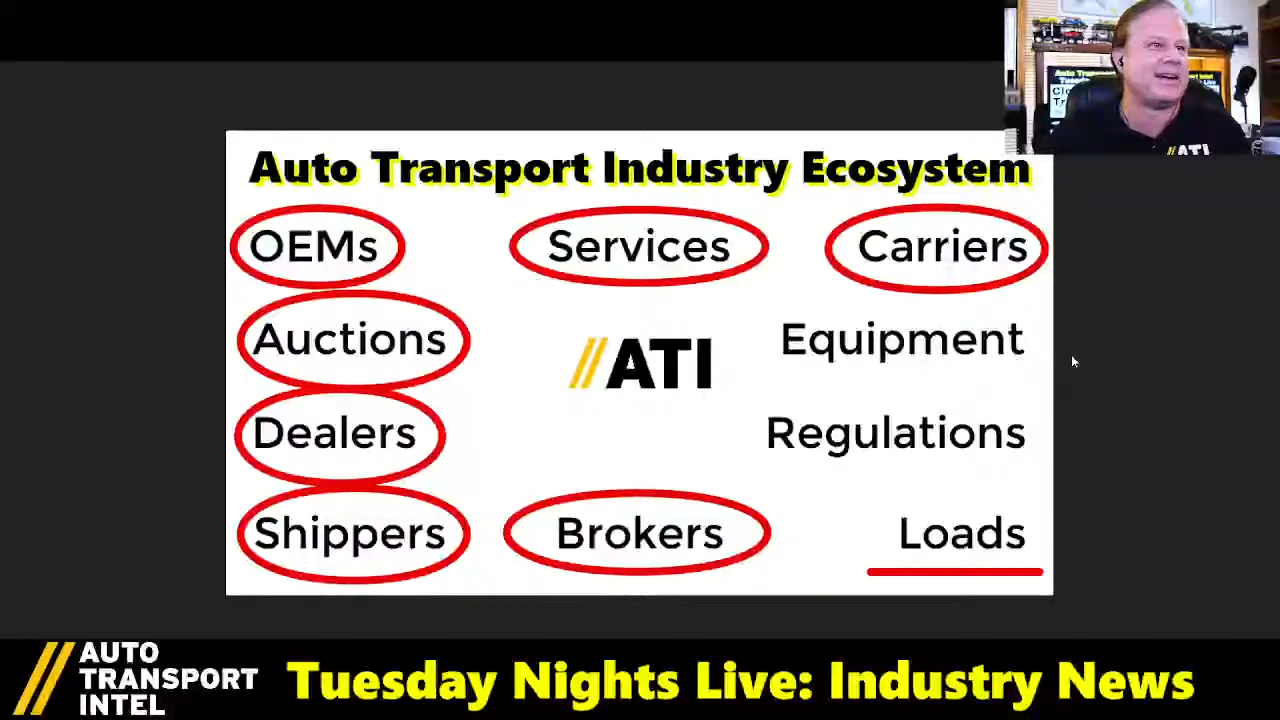 Auto Transport Industry Ecosystem
OEMs Services Carriers
Auctions Equipment
//ATI
Dealers Regulations
Shippers Brokers Loads
AUTO
TRANSPORT
INTEL
Tuesday Nights Live: Industry News